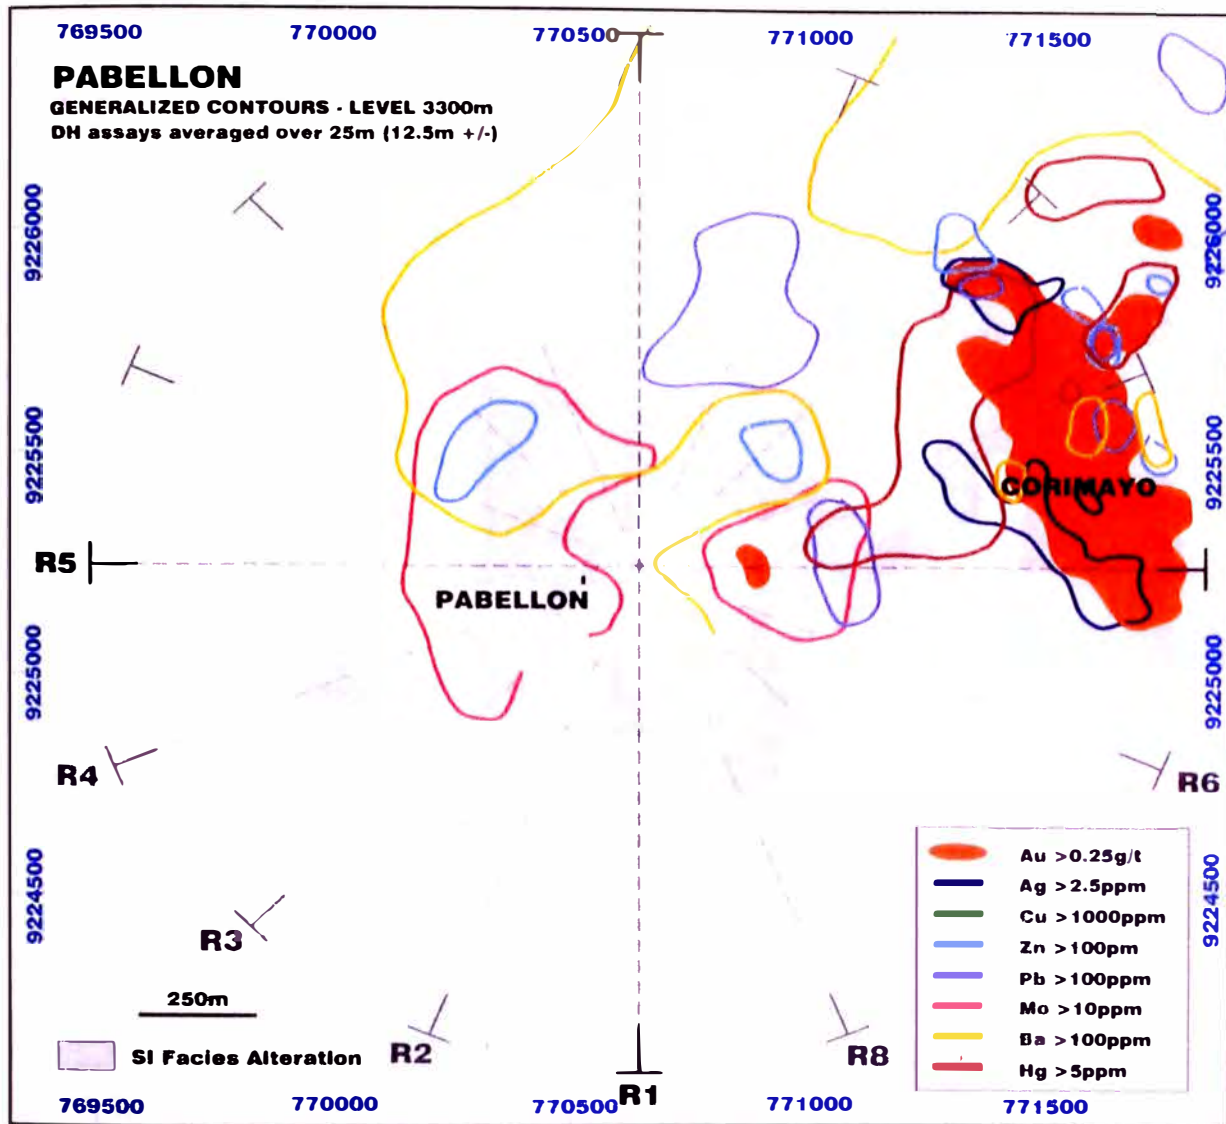 769500 770000 770500 771000 771500
PABELLON
GENERALIZED CONTOURS - LEVEL 3300m
DH assays averaged over 25m (12.5m +/-)
9226000 9226000
9225500 9225500
CORIMAYO
R5
PABELLON
9225000 9225000
R4 R6
9224500 9224500
R3
R2 R1 R8
250m
SI Facies Alteration
Au >0.25g/t
Ag >2.5ppm
Cu >1000ppm
Zn >100pm
Pb >100ppm
Mo >10ppm
Ba >100ppm
Hg >5ppm
769500 770000 770500 771000 771500